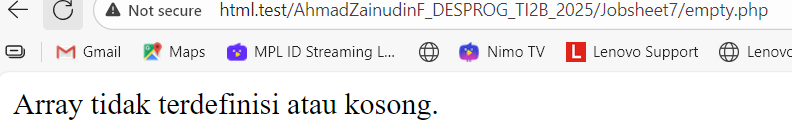 Not secure html.test/AhmadZainudinF_DESPROG_TI2B_2025/Jobsheet7/empty.php
Gmail Maps MPL ID Streaming L... Nimo TV L Lenovo Support Lenovo
Array tidak terdefinisi atau kosong.